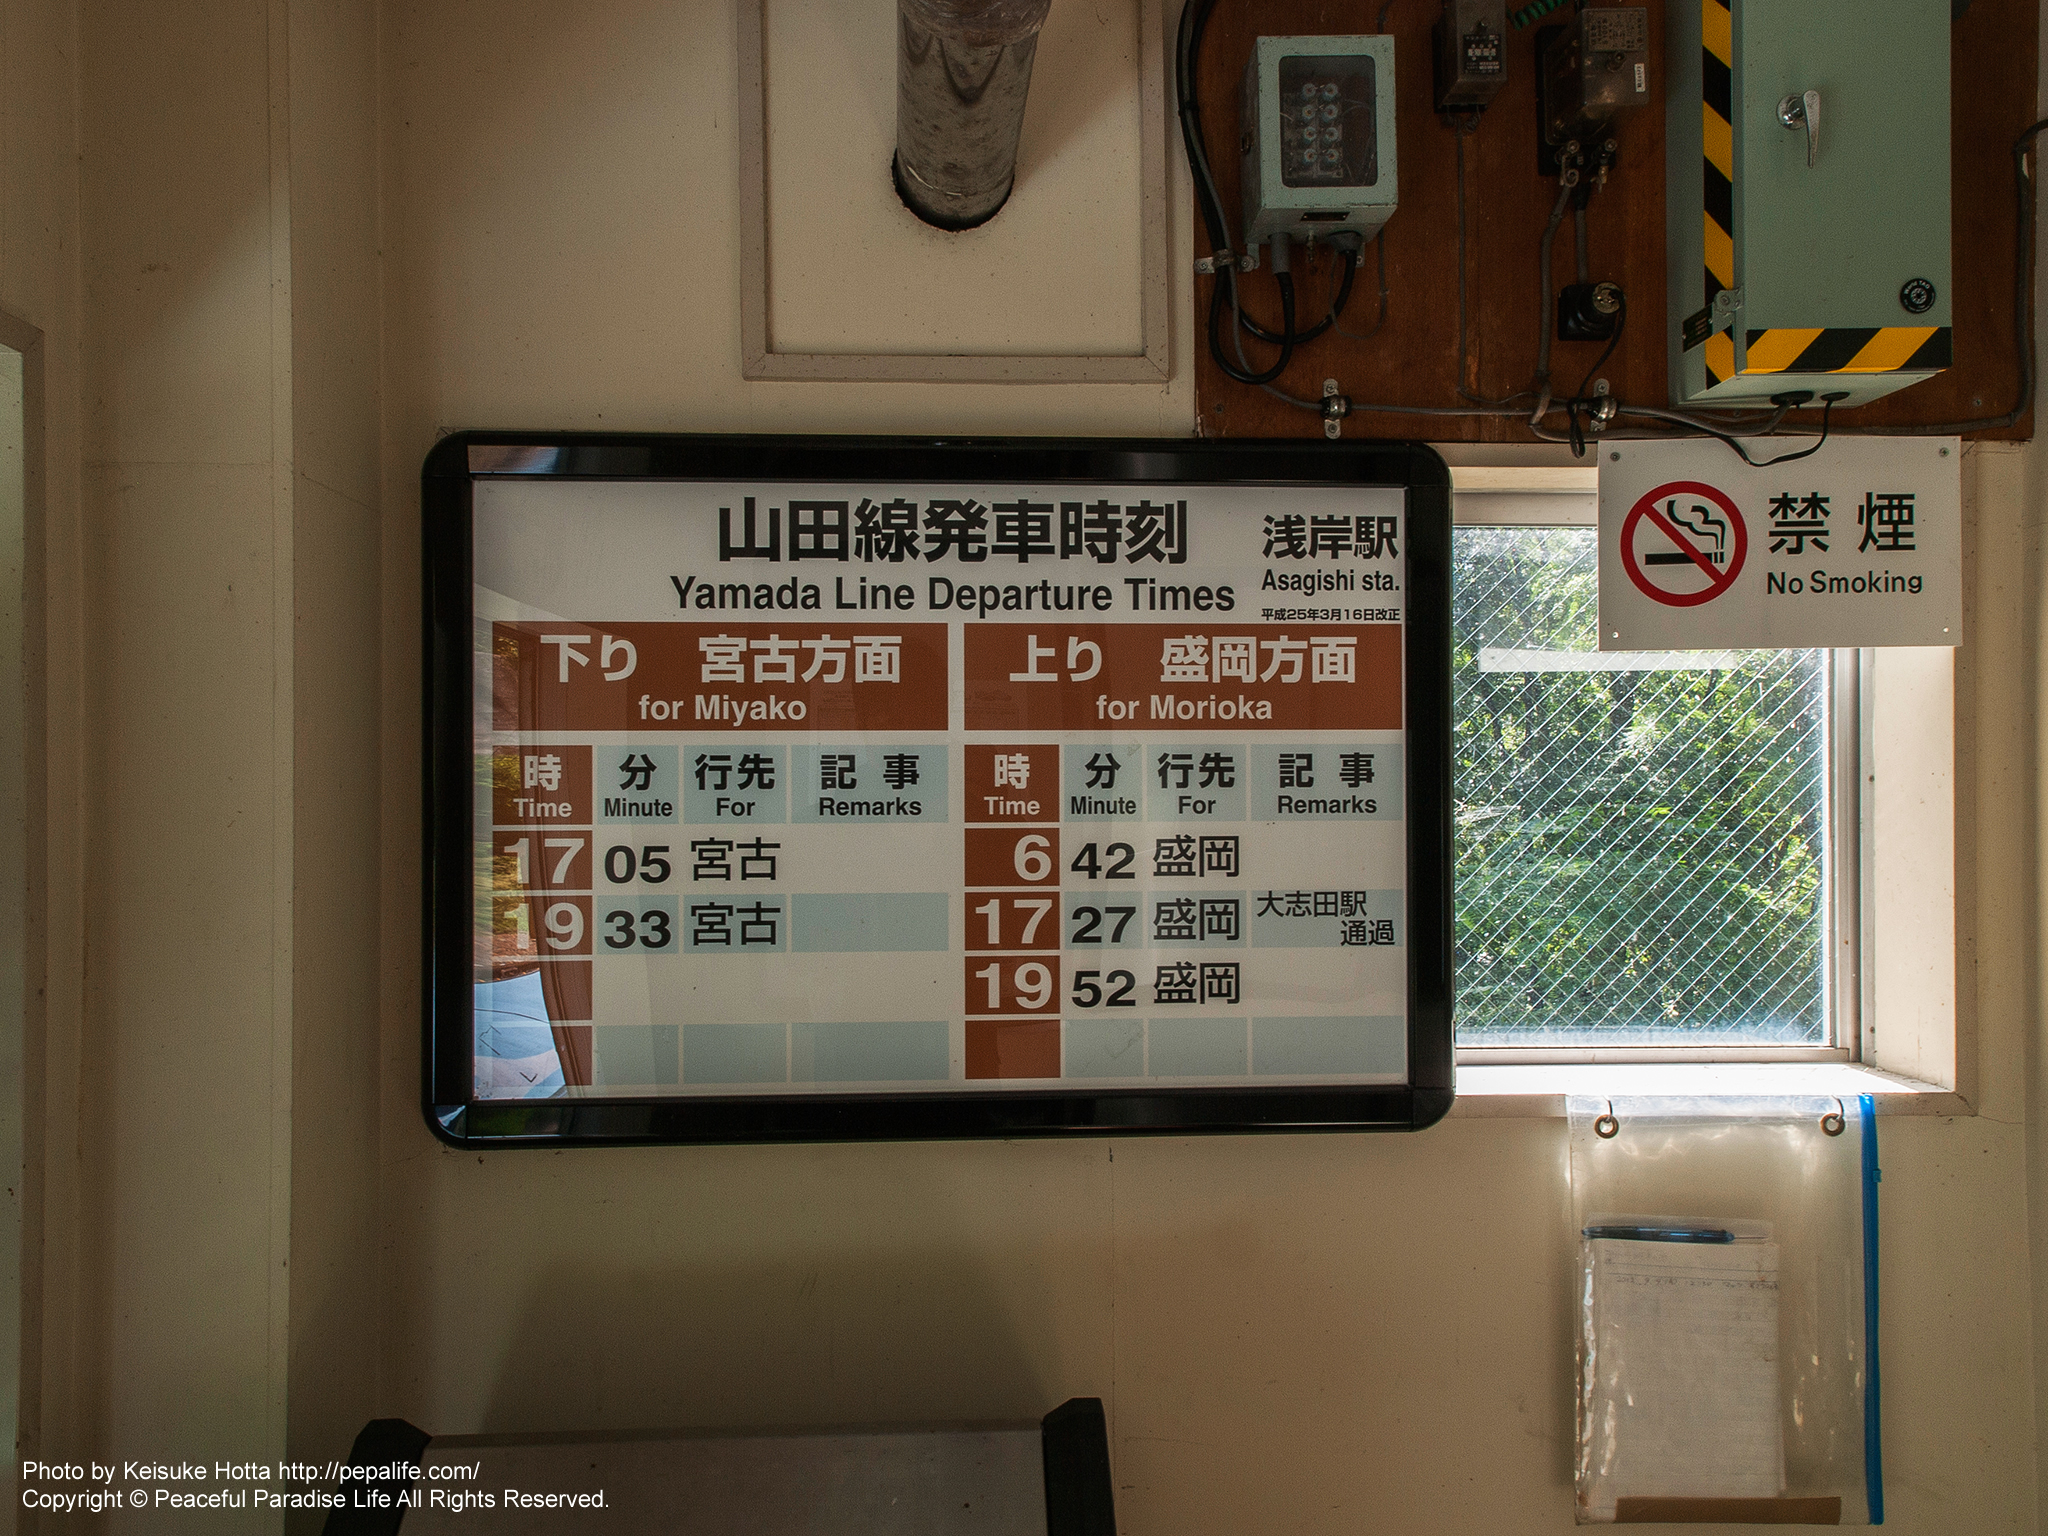 山田線発車時刻
Yamada Line Departure Times
浅岸駅
Asagishi sta.
平成25年3月16日改正
下り 宮古方面
for Miyako
時 分 行先 記事
Time Minute For Remarks
17 05 宮古
19 33 宮古
上り 盛岡方面
for Morioka
時 分 行先 記事
Time Minute For Remarks
6 42 盛岡
17 27 盛岡 大志田駅
通過
19 52 盛岡
禁煙
No Smoking
Photo by Keisuke Hotta http://pepalife.com/
Copyright © Peaceful Paradise Life All Rights Reserved.